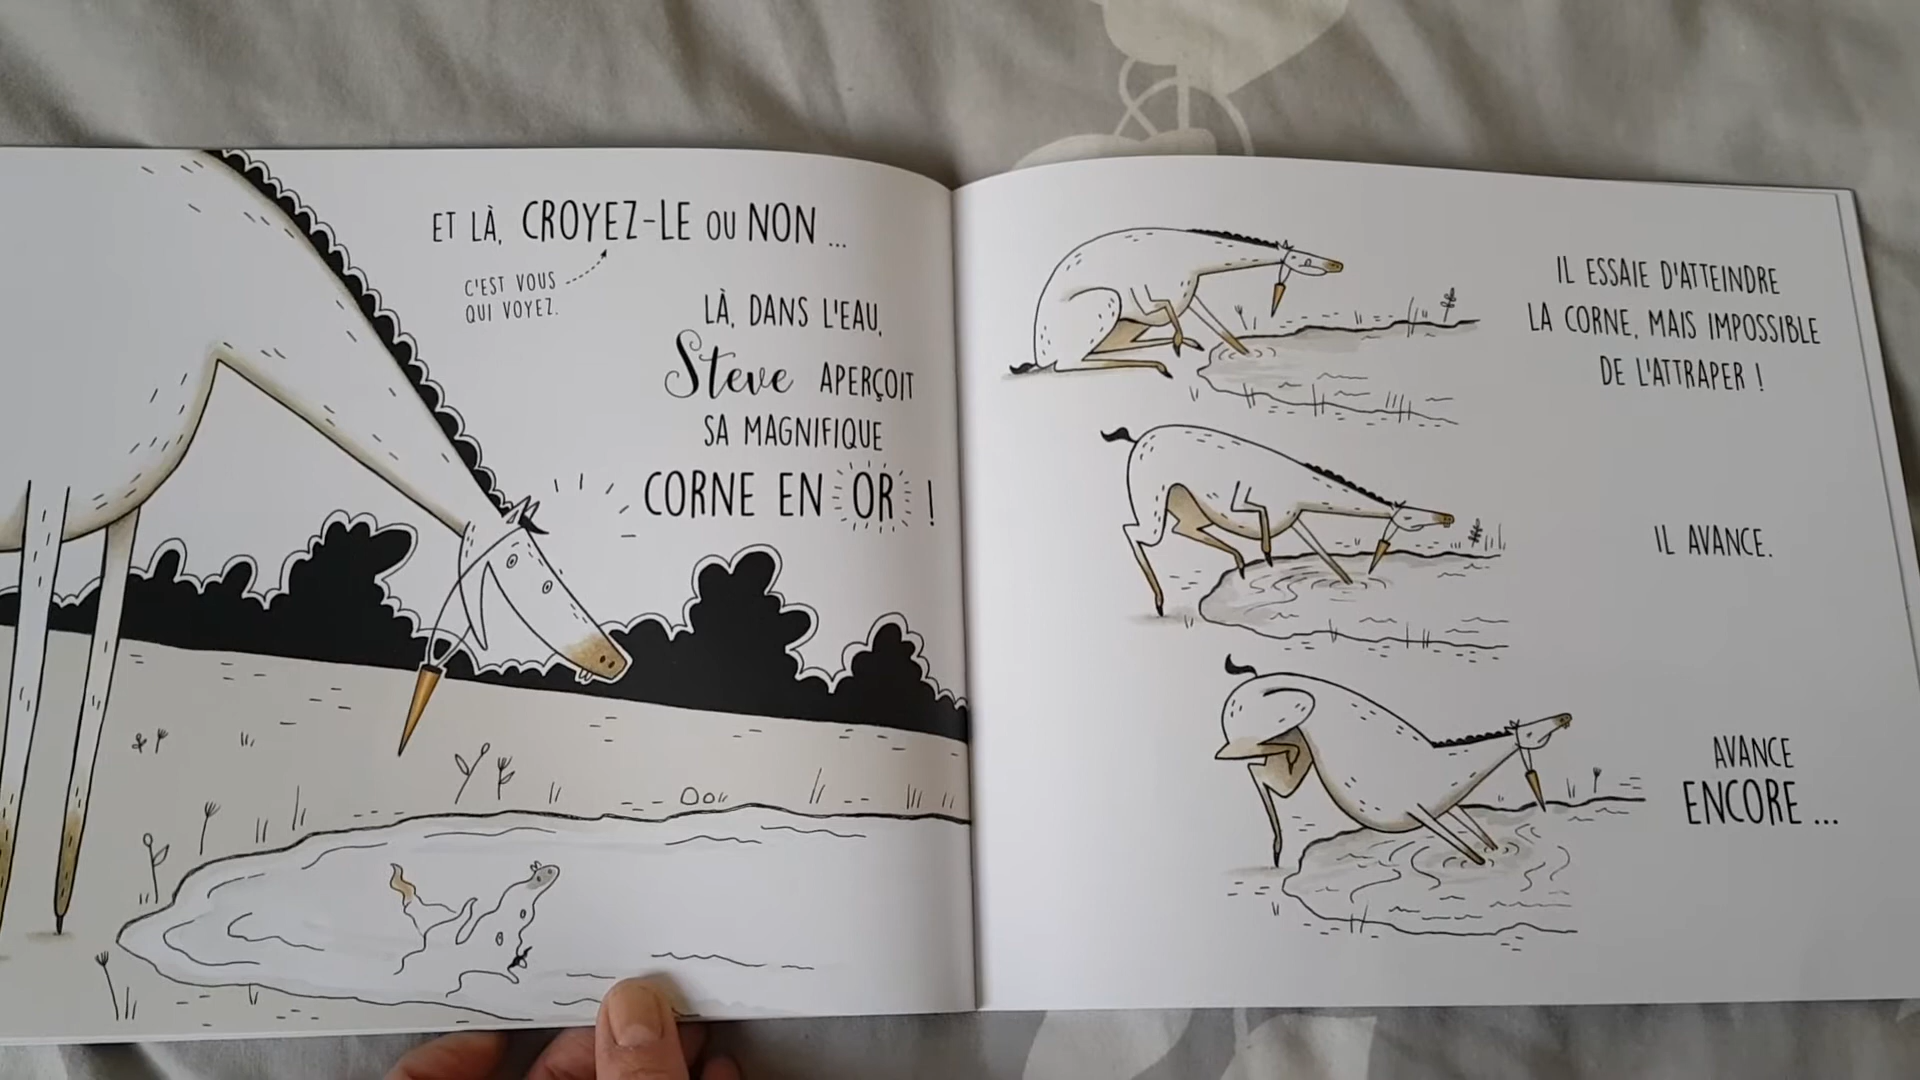 ET LÀ, CROYEZ-LE OU NON ...
C'EST VOUS
QUI VOYEZ.
LÀ, DANS L'EAU,
Steve APERÇOIT
SA MAGNIFIQUE
CORNE EN OR !
IL ESSAIE D'ATTEINDRE
LA CORNE, MAIS IMPOSSIBLE
DE L'ATTRAPER !
IL AVANCE.
AVANCE
ENCORE ...